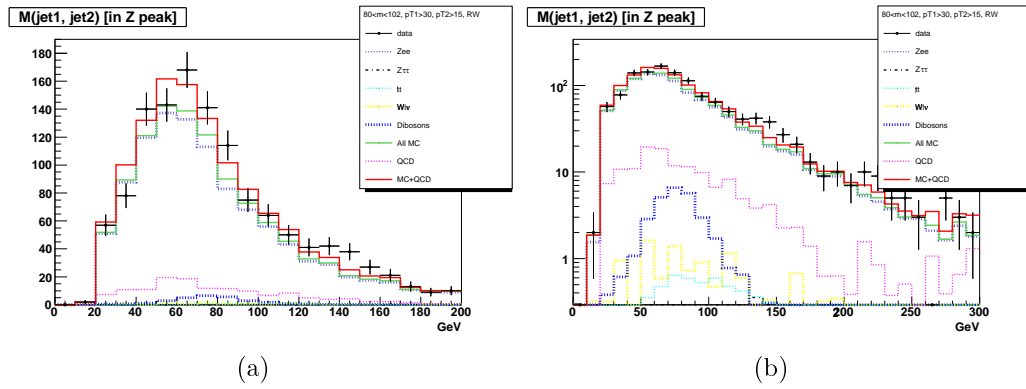 M(jet1, jet2) [in Z peak]
80<m<102, pT1>30, pT2>15, RW
data
Zee
Zττ
tt
Wlν
Dibosons
All MC
QCD
MC+QCD
180
160
140
120
100
80
60
40
20
0
0 20 40 60 80 100 120 140 160 180 200
GeV
(a)
M(jet1, jet2) [in Z peak]
80<m<102, pT1>30, pT2>15, RW
data
Zee
Zττ
tt
Wlν
Dibosons
All MC
QCD
MC+QCD
10²
10
1
0 50 100 150 200 250 300
GeV
(b)